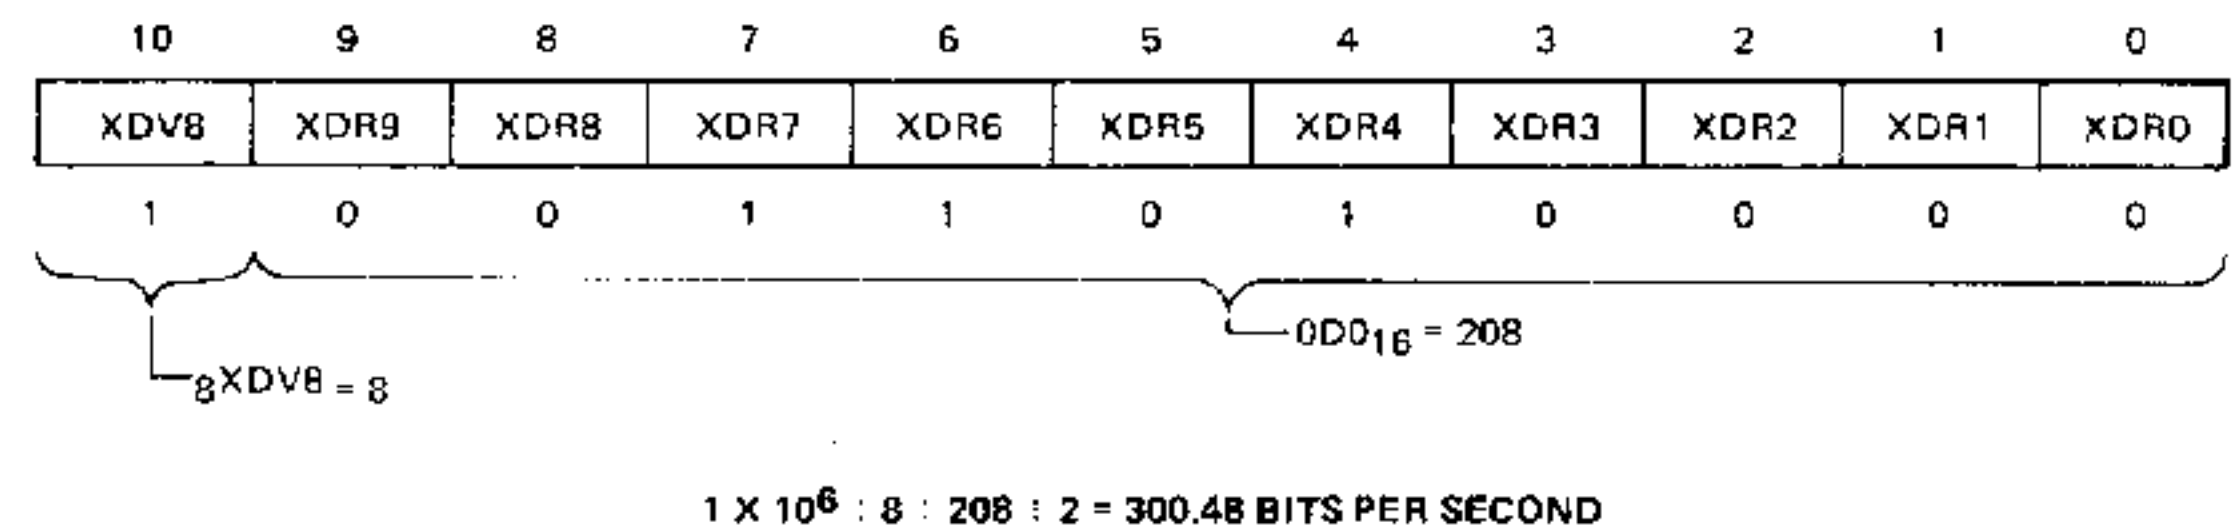 10 9 8 7 6 5 4 3 2 1 0
XDV8 XDR9 XDR8 XDR7 XDR6 XDR5 XDR4 XDR3 XDR2 XDR1 XDR0
1 0 0 1 1 0 1 0 0 0 0
0D0₁₆ = 208
8XDV8 = 8
1 X 10⁶ ÷ 8 ÷ 208 ÷ 2 = 300.48 BITS PER SECOND